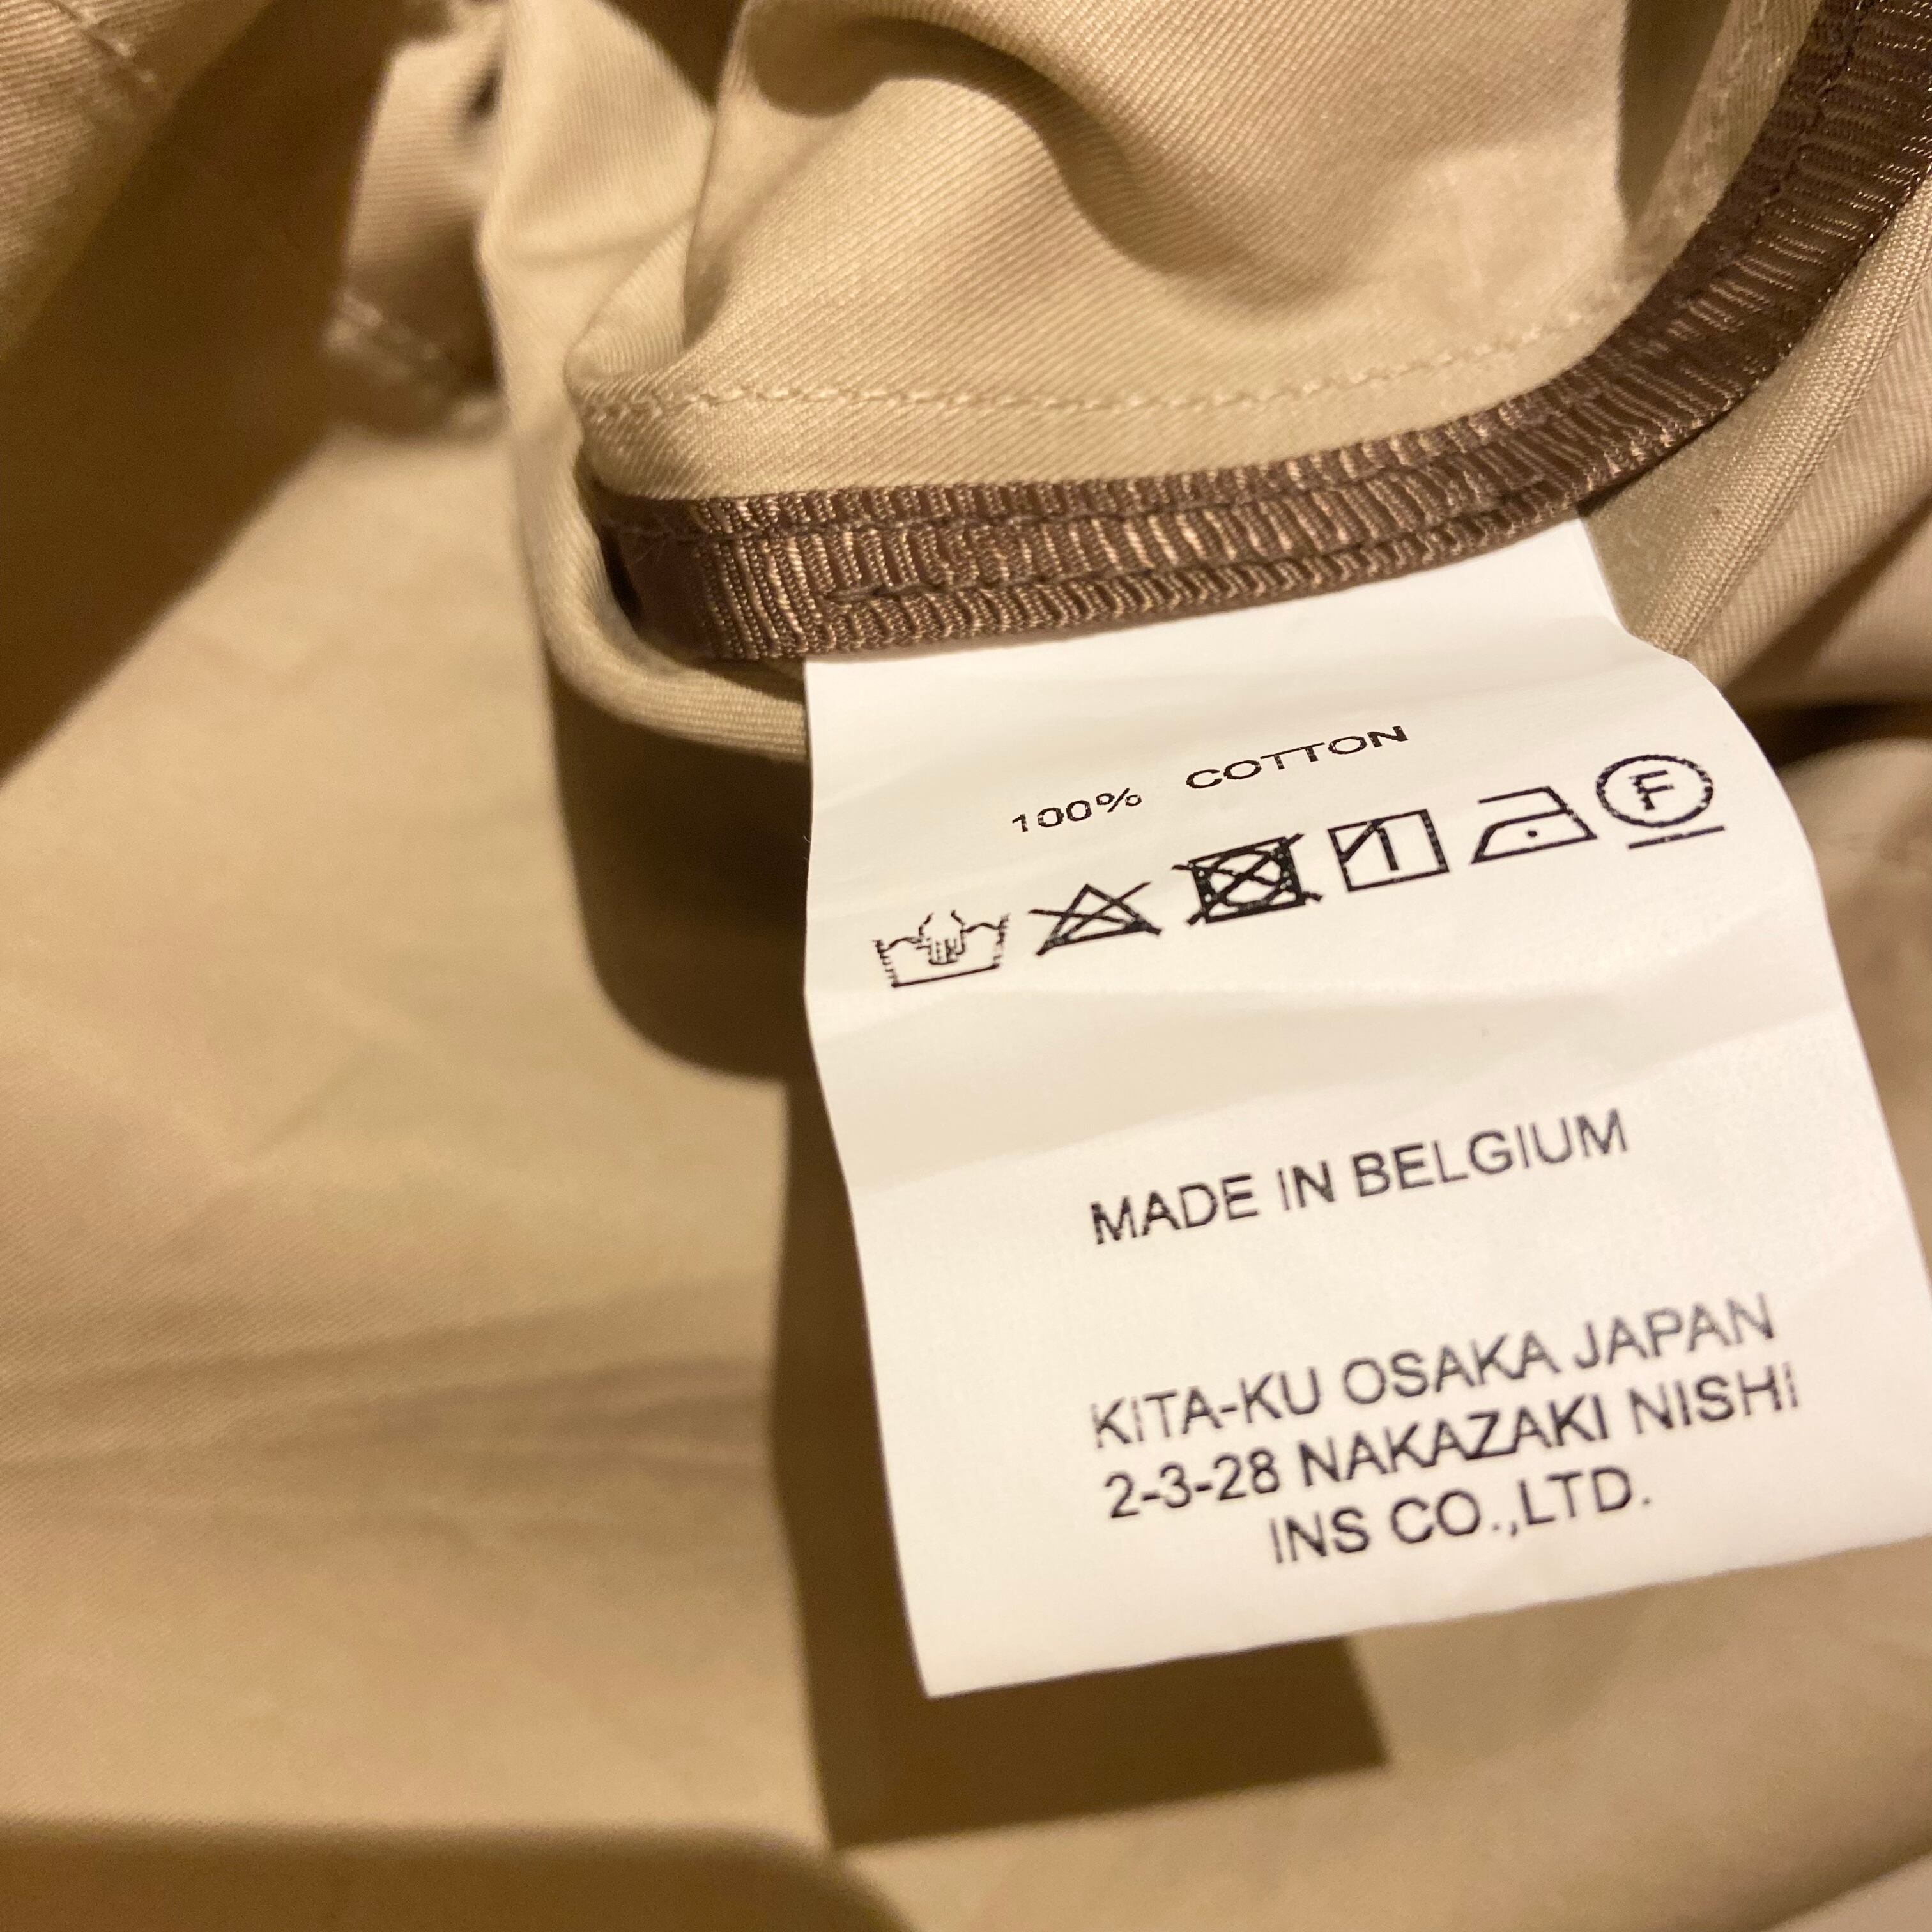 100% COTTON
F
MADE IN BELGIUM
KITA-KU OSAKA JAPAN
2-3-28 NAKAZAKI NISHI
INS CO.,LTD.